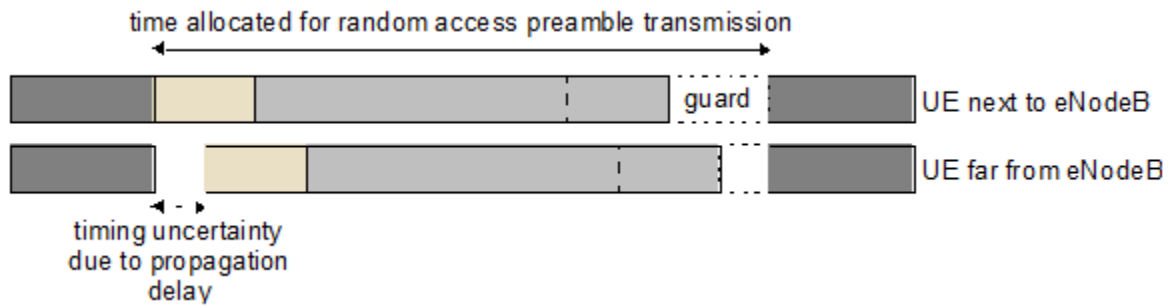 time allocated for random access preamble transmission
guard
UE next to eNodeB
UE far from eNodeB
timing uncertainty
due to propagation
delay